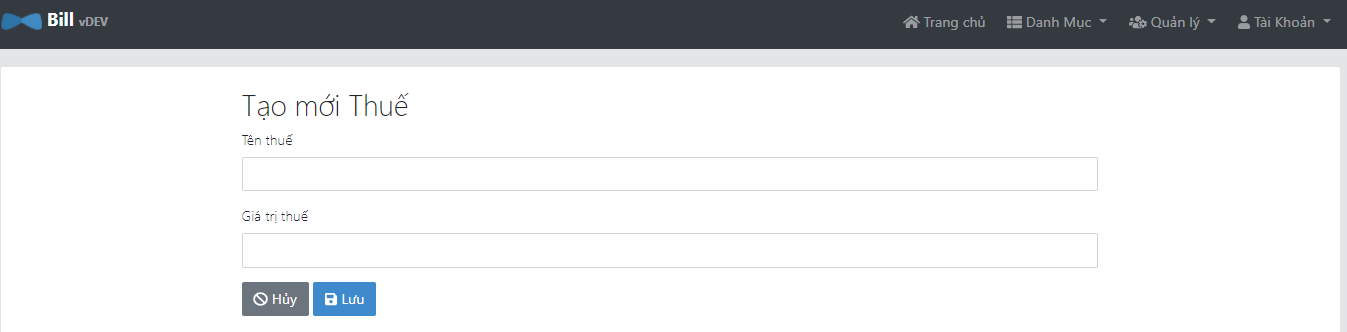 Bill vDEV Trang chủ Danh Mục Quản lý Tài Khoản
Tạo mới Thuế
Tên thuế
Giá trị thuế
Hủy Lưu